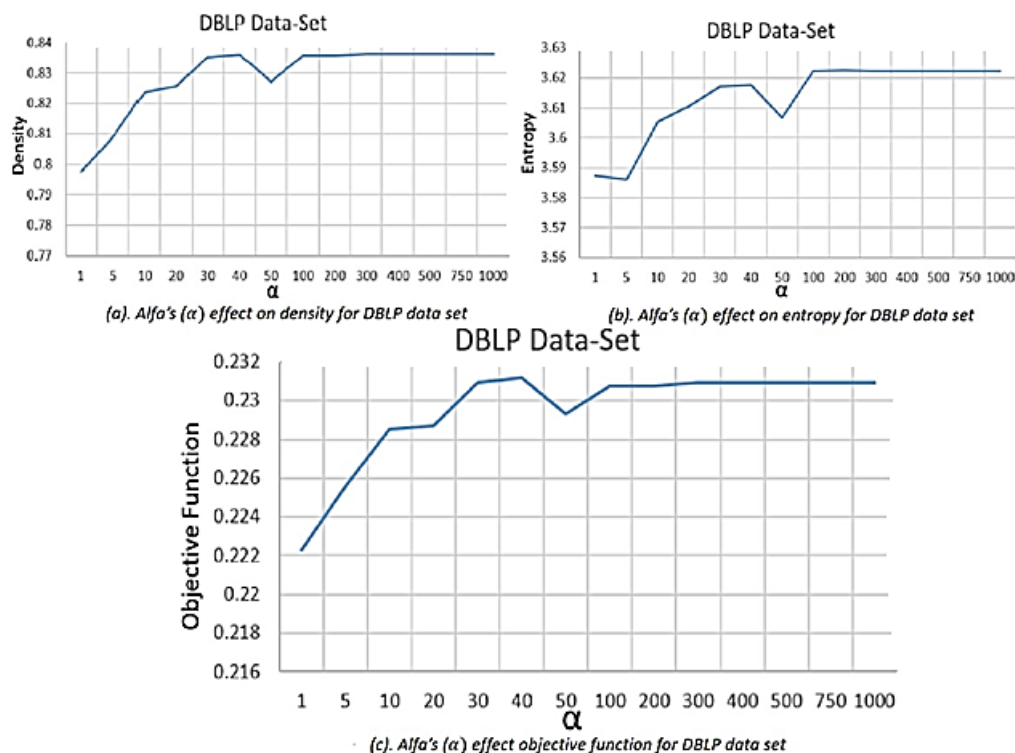 DBLP Data-Set
0.84
0.83
0.82
0.81
0.8
0.79
0.78
0.77
Density
1 5 10 20 30 40 50 100 200 300 400 500 750 1000
α
(a). Alfa's (α) effect on density for DBLP data set
DBLP Data-Set
3.63
3.62
3.61
3.6
3.59
3.58
3.57
3.56
Entropy
1 5 10 20 30 40 50 100 200 300 400 500 750 1000
α
(b). Alfa's (α) effect on entropy for DBLP data set
DBLP Data-Set
0.232
0.23
0.228
0.226
0.224
0.222
0.22
0.218
0.216
Objective Function
1 5 10 20 30 40 50 100 200 300 400 500 750 1000
α
(c). Alfa's (α) effect objective function for DBLP data set